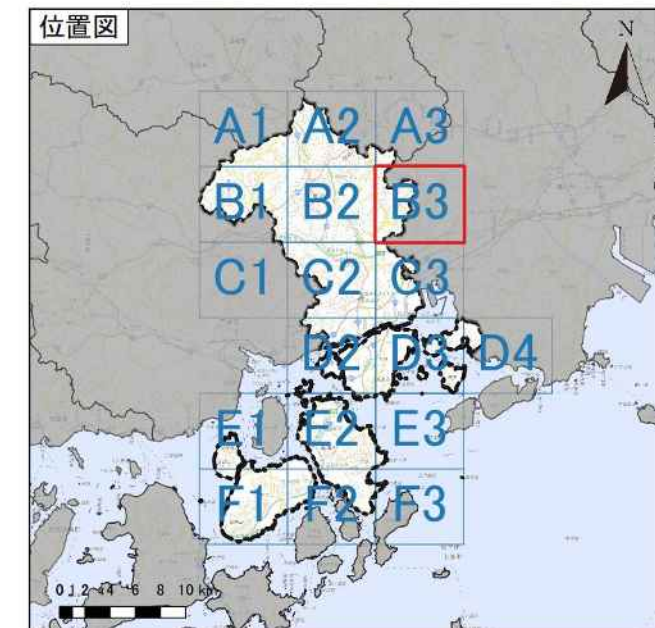 位置図
N
A1 A2 A3
B1 B2 B3
C1 C2 C3
D2 D3 D4
E1 E2 E3
F1 F2 F3
0 1 2 4 6 8 10 km